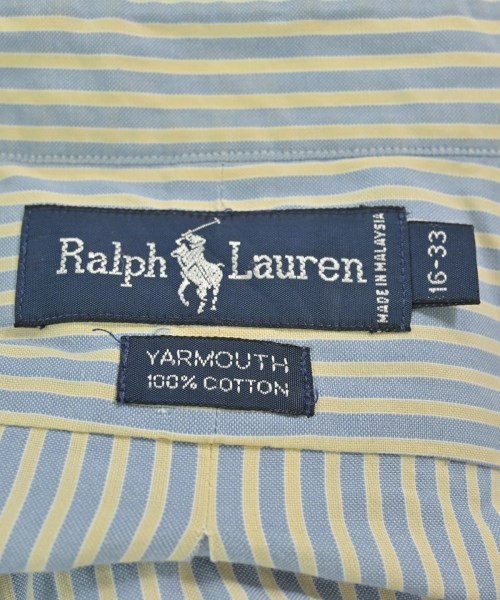 Ralph Lauren
MADE IN MALAYSIA
16-33
YARMOUTH
100% COTTON